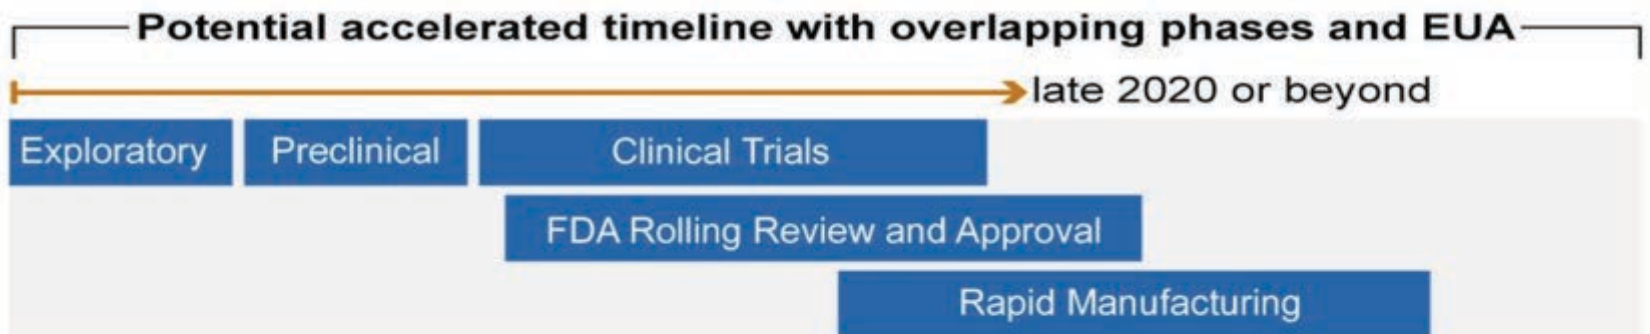 Potential accelerated timeline with overlapping phases and EUA
late 2020 or beyond
Exploratory
Preclinical
Clinical Trials
FDA Rolling Review and Approval
Rapid Manufacturing